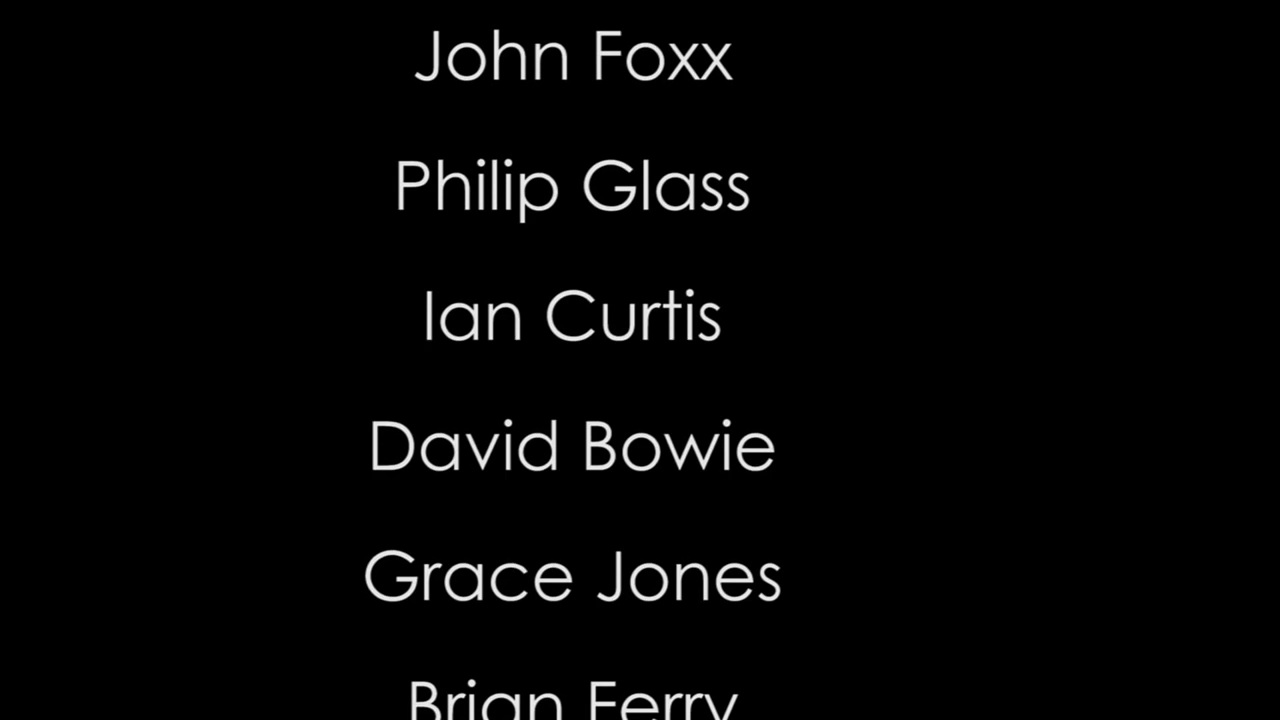 John Foxx
Philip Glass
Ian Curtis
David Bowie
Grace Jones
Brian Ferry